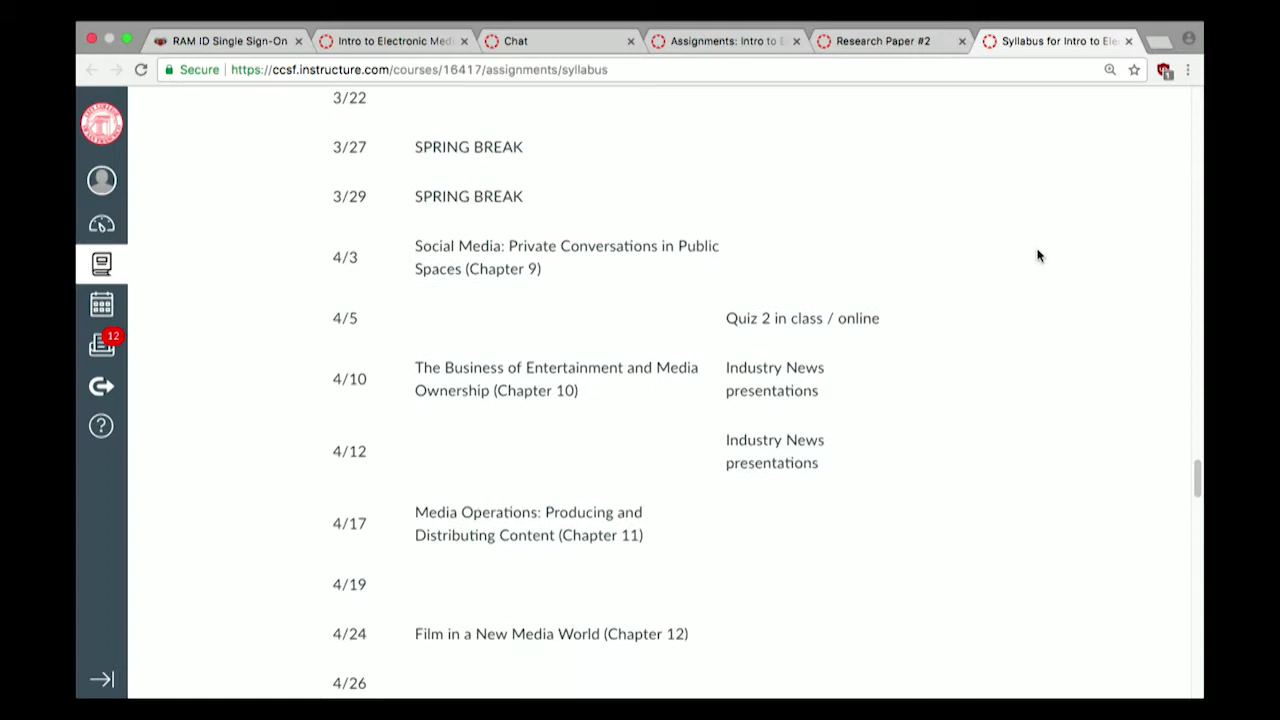 RAM ID Single Sign-On
Intro to Electronic Med
Chat
Assignments: Intro to E
Research Paper #2
Syllabus for Intro to Ele
Secure
https://ccsf.instructure.com/courses/16417/assignments/syllabus
1
3/22
3/27 SPRING BREAK
3/29 SPRING BREAK
4/3 Social Media: Private Conversations in Public
Spaces (Chapter 9)
4/5 Quiz 2 in class / online
4/10 The Business of Entertainment and Media Industry News
Ownership (Chapter 10) presentations
4/12 Industry News
presentations
4/17 Media Operations: Producing and
Distributing Content (Chapter 11)
4/19
4/24 Film in a New Media World (Chapter 12)
4/26
12